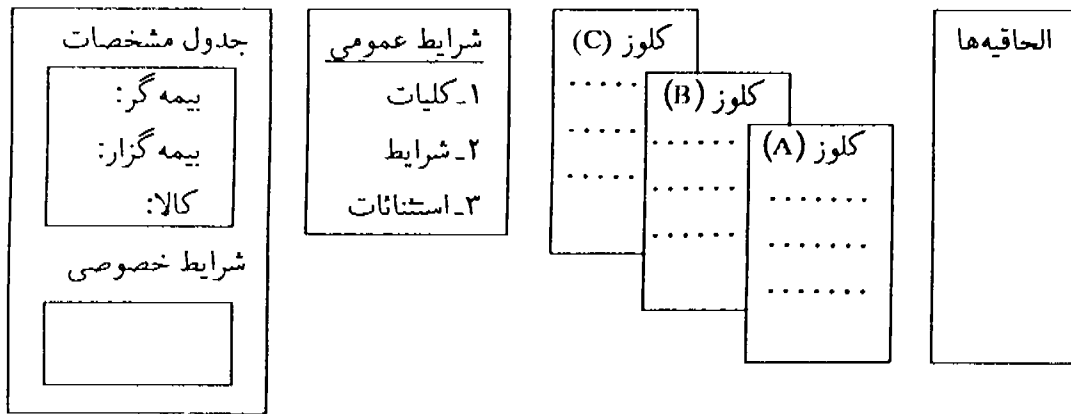 جدول مشخصات
بیمه گر:
بیمه گزار:
کالا:
شرایط خصوصی
شرایط عمومی
۱ـ کلیات
۲ـ شرایط
۳ـ استثنائات
کلوز (C)
.....
.....
.....
کلوز (B)
......
......
......
کلوز (A)
.......
.......
.......
الحاقیه‌ها